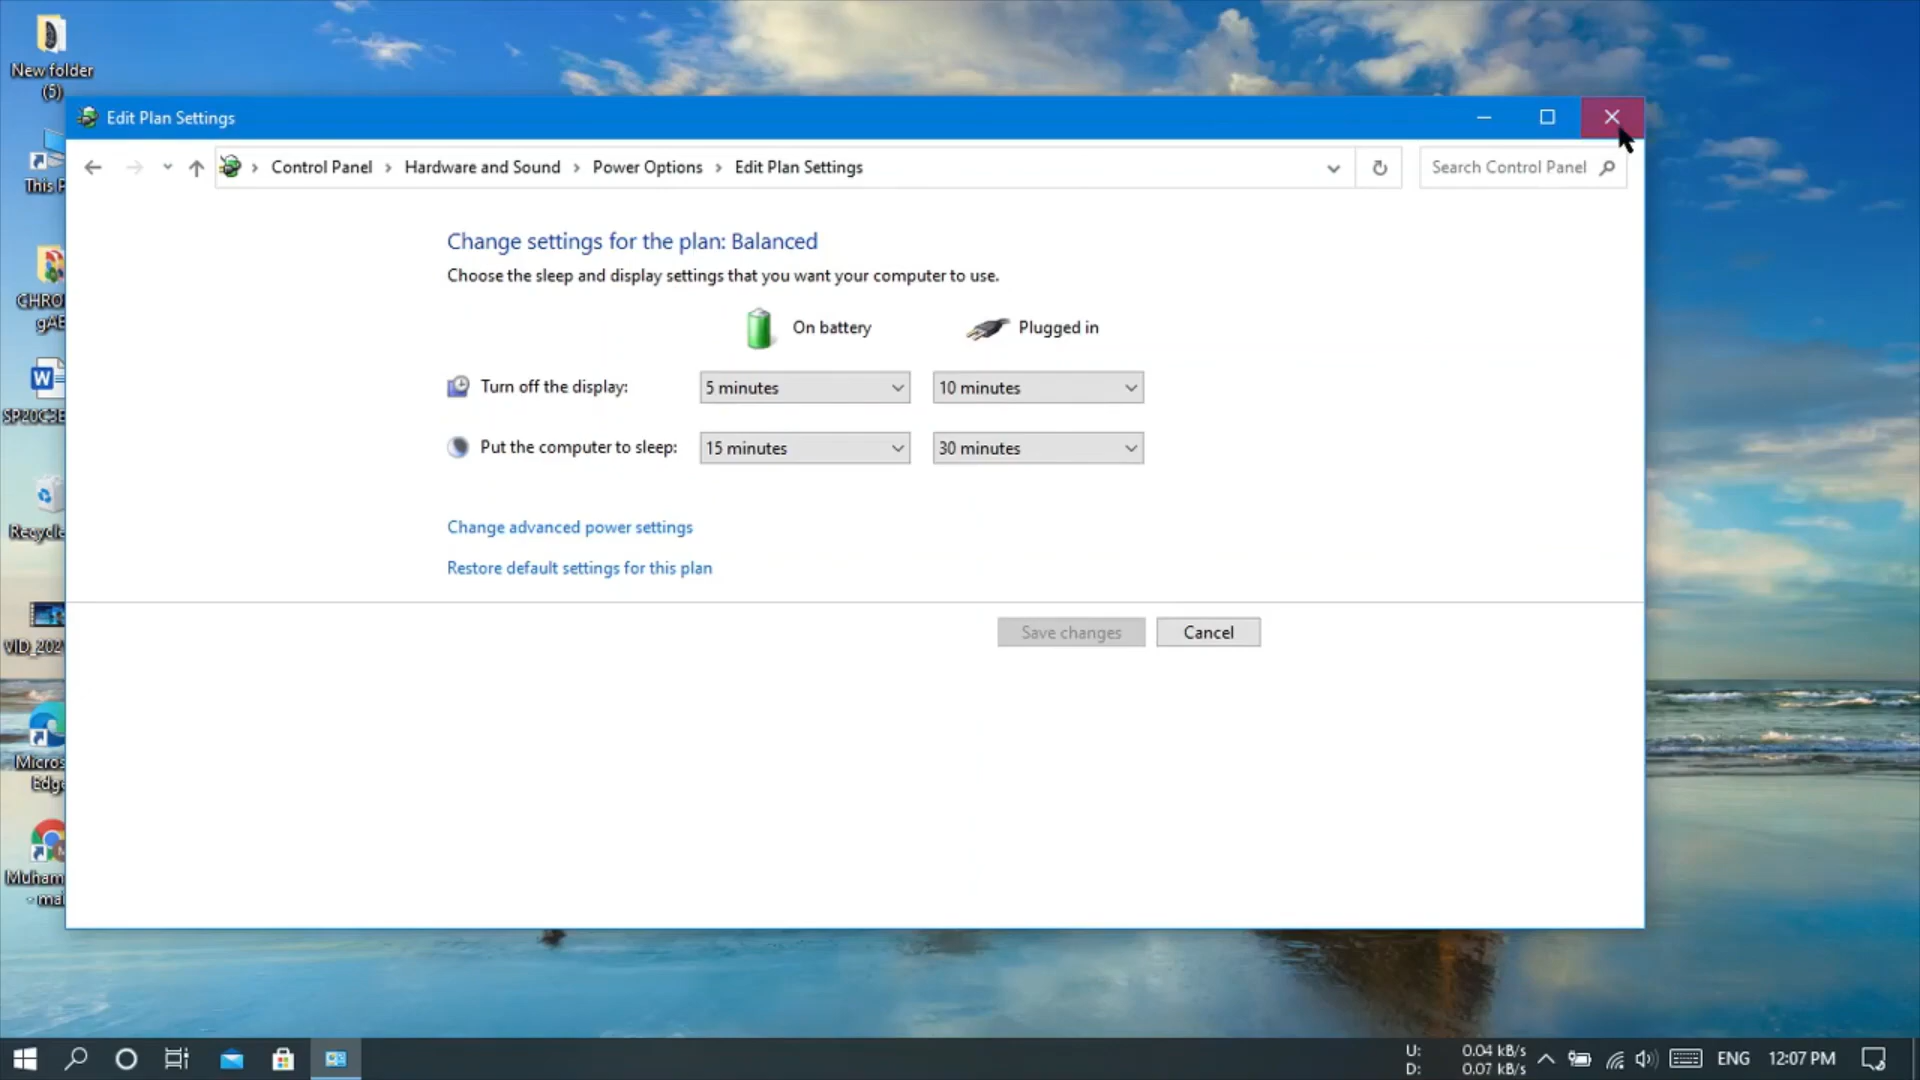 New folder
(5)
Edit Plan Settings
Control Panel
Hardware and Sound
Power Options
Edit Plan Settings
Search Control Panel
This P
Change settings for the plan: Balanced
Choose the sleep and display settings that you want your computer to use.
On battery
Plugged in
CHRO
gAE
Turn off the display:
5 minutes
10 minutes
W
SP20C3E
Put the computer to sleep:
15 minutes
30 minutes
Recycle
Change advanced power settings
Restore default settings for this plan
VID_202
Save changes
Cancel
Micros
Edge
Muham
- mai
U:
0.04 kB/s
D:
0.07 kB/s
ENG
12:07 PM